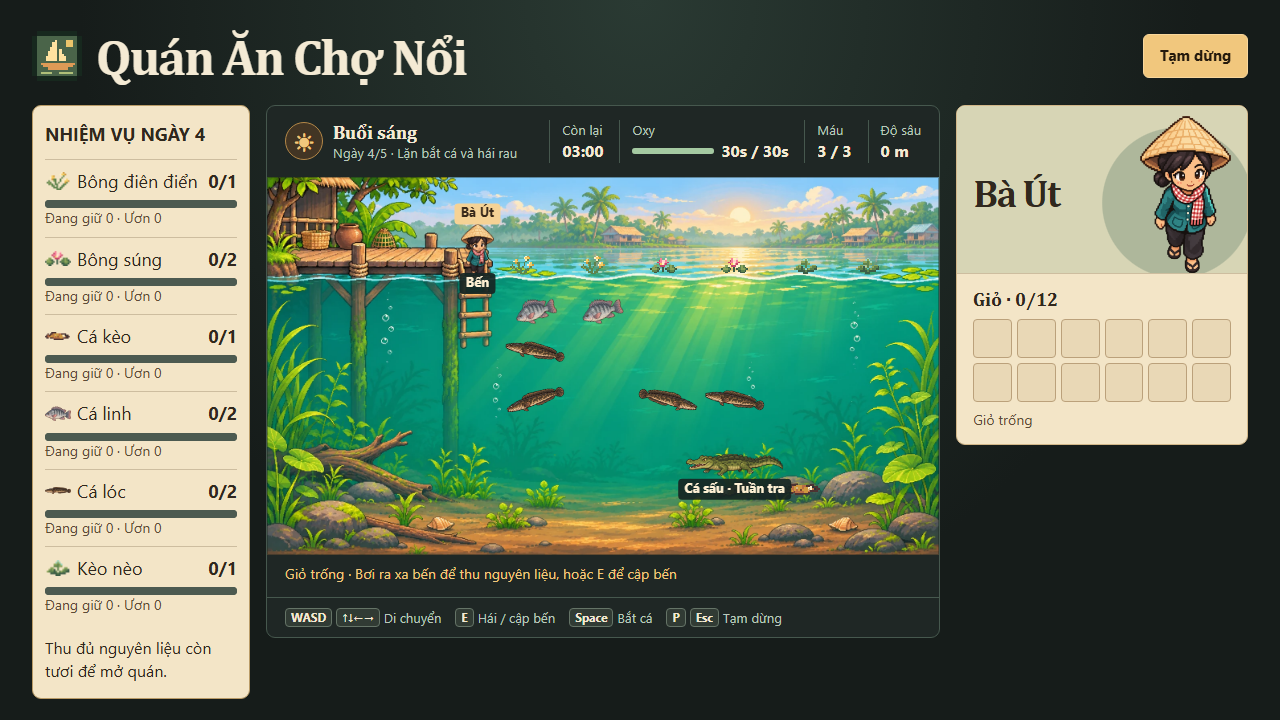 Quán Ăn Chợ Nổi
Tạm dừng
NHIỆM VỤ NGÀY 4
Bông điên điển 0/1
Đang giữ 0 · Ươn 0
Bông súng 0/2
Đang giữ 0 · Ươn 0
Cá kèo 0/1
Đang giữ 0 · Ươn 0
Cá linh 0/2
Đang giữ 0 · Ươn 0
Cá lóc 0/2
Đang giữ 0 · Ươn 0
Kèo nèo 0/1
Đang giữ 0 · Ươn 0
Thu đủ nguyên liệu còn
tươi để mở quán.
Buổi sáng
Ngày 4/5 · Lặn bắt cá và hái rau
Còn lại
03:00
Oxy
30s / 30s
Máu
3 / 3
Độ sâu
0 m
Bà Út
Bến
Cá sấu · Tuần tra
Giỏ trống · Bơi ra xa bến để thu nguyên liệu, hoặc E để cập bến
WASD ↑↓←→ Di chuyển E Hái / cập bến Space Bắt cá P Esc Tạm dừng
Bà Út
Giỏ · 0/12
Giỏ trống